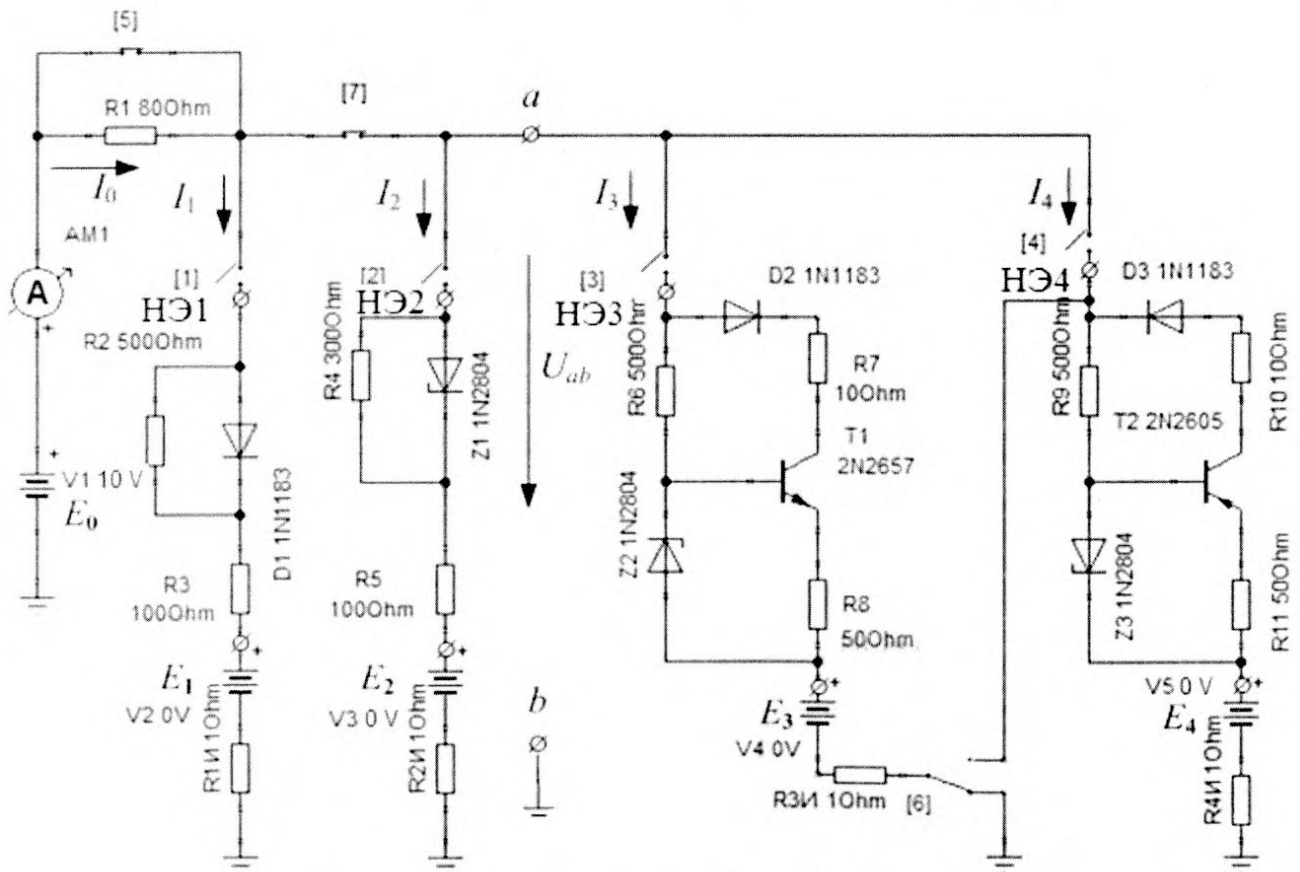 [5]
R1 80Ohm
[7]
a
I0
I1
I2
I3
I4
AM1
A
+
[1]
НЭ1
[2]
НЭ2
[3]
НЭ3
[4]
НЭ4
D2 1N1183
D3 1N1183
R2 500Ohm
R4 300Ohm
Z1 1N2804
Uab
R6 500Ohm
R7
10Ohm
R9 500Ohm
R10 10Ohm
T1
2N2657
T2 2N2605
+
V1 10 V
E0
D1 1N1183
Z2 1N2804
Z3 1N2804
R3
100Ohm
R5
100Ohm
R8
50Ohm
R11 50Ohm
+
E1
V2 0V
R1И 1Ohm
+
E2
V3 0 V
R2И 1Ohm
b
+
E3
V4 0V
R3И 1Ohm
[6]
V5 0 V
+
E4
R4И 1Ohm